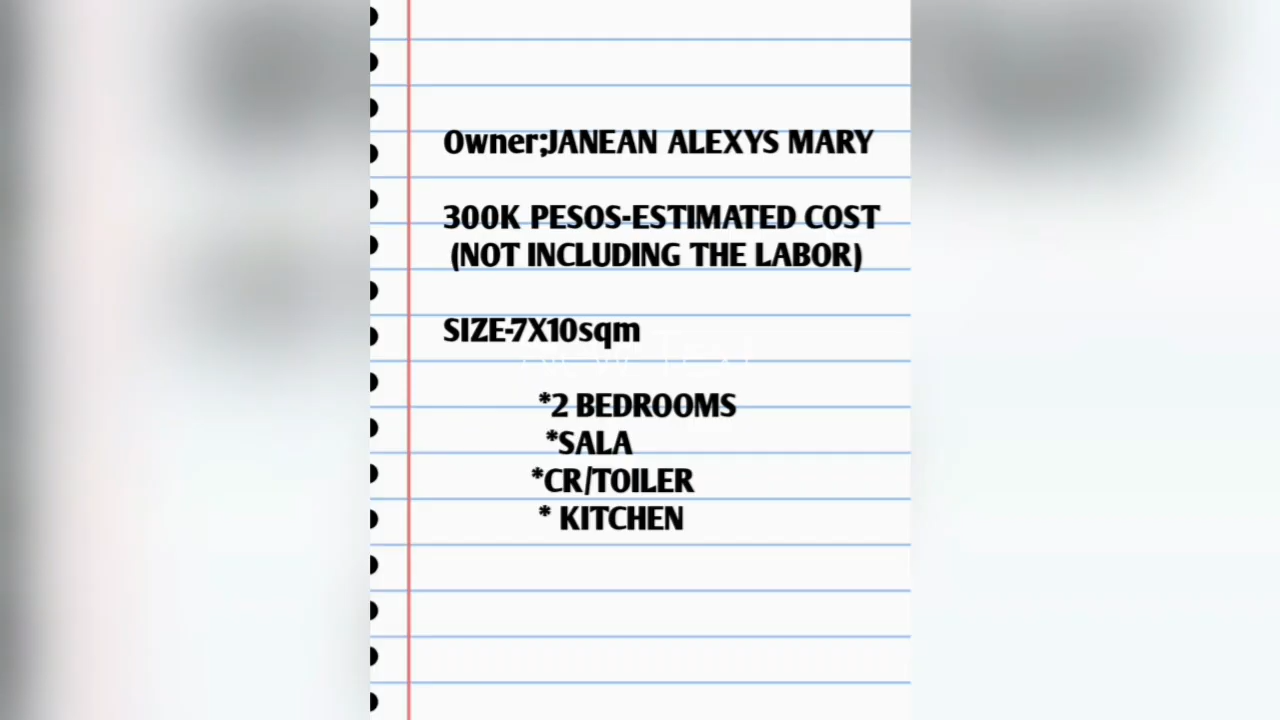 Owner;JANEAN ALEXYS MARY
300K PESOS-ESTIMATED COST
(NOT INCLUDING THE LABOR)
SIZE-7X10sqm
*2 BEDROOMS
*SALA
*CR/TOILER
* KITCHEN